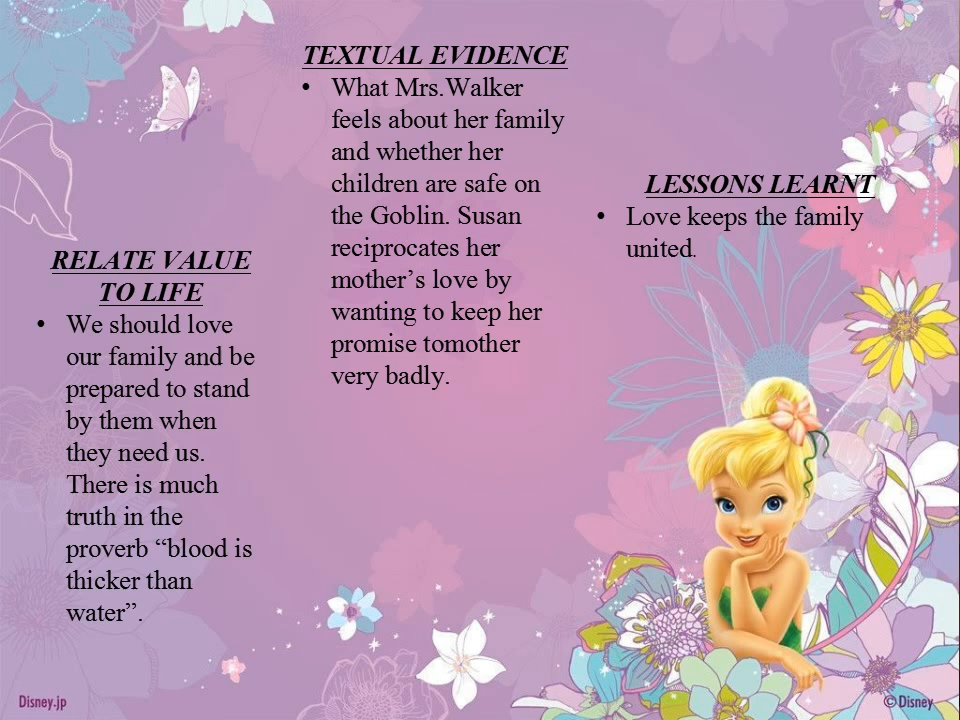 RELATE VALUE
TO LIFE
• We should love
our family and be
prepared to stand
by them when
they need us.
There is much
truth in the
proverb “blood is
thicker than
water”.
TEXTUAL EVIDENCE
• What Mrs.Walker
feels about her family
and whether her
children are safe on
the Goblin. Susan
reciprocates her
mother’s love by
wanting to keep her
promise tomother
very badly.
LESSONS LEARNT
• Love keeps the family
united.
Disney.jp
© Disney